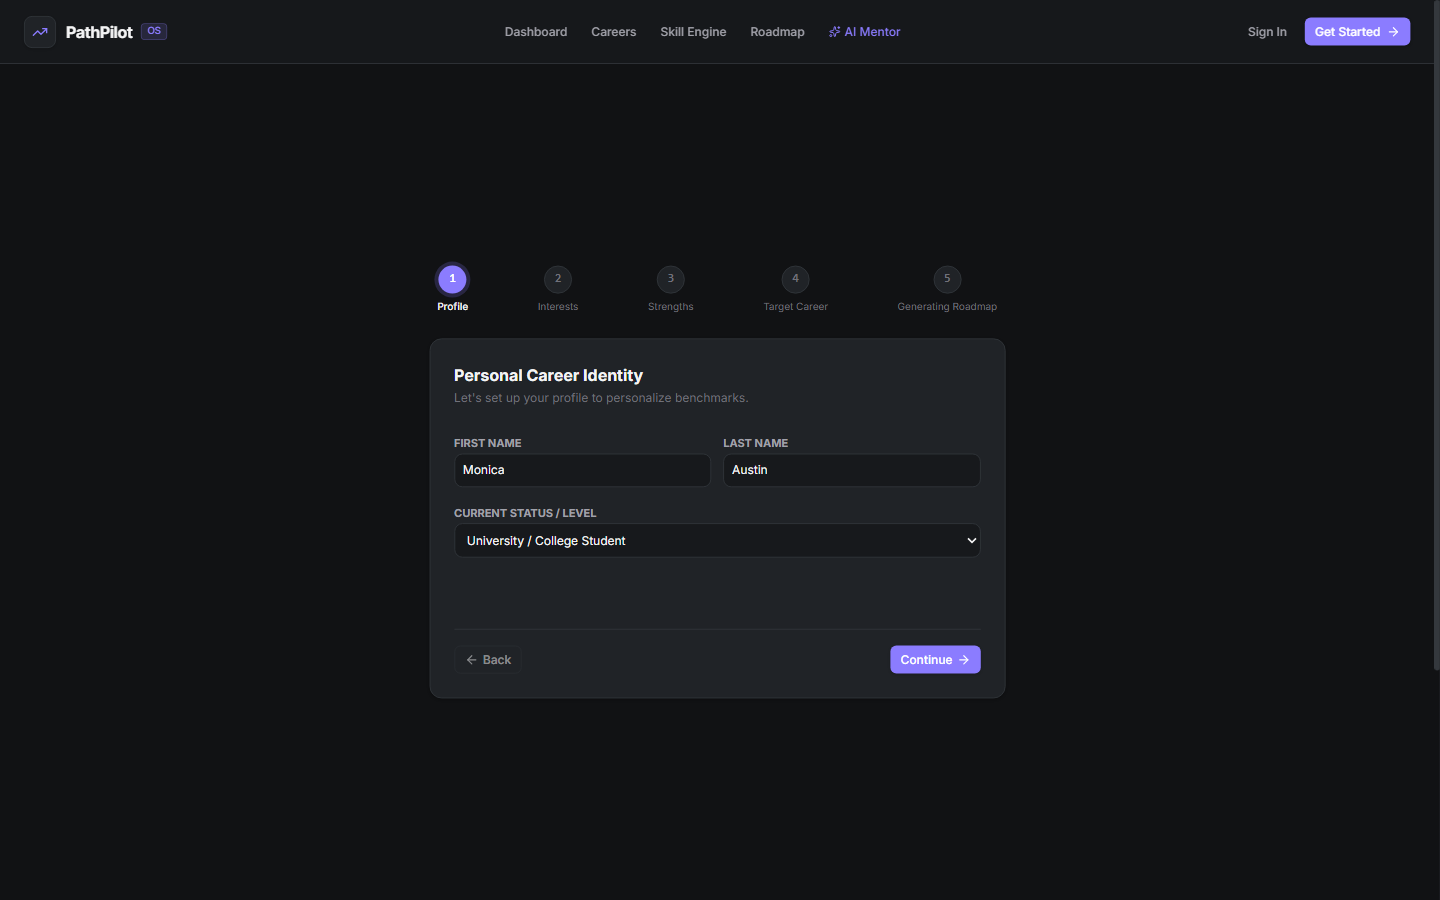 PathPilot OS Dashboard Careers Skill Engine Roadmap AI Mentor Sign In Get Started
1 2 3 4 5
Profile Interests Strengths Target Career Generating Roadmap
Personal Career Identity
Let's set up your profile to personalize benchmarks.
FIRST NAME LAST NAME
Monica Austin
CURRENT STATUS / LEVEL
University / College Student
Back Continue